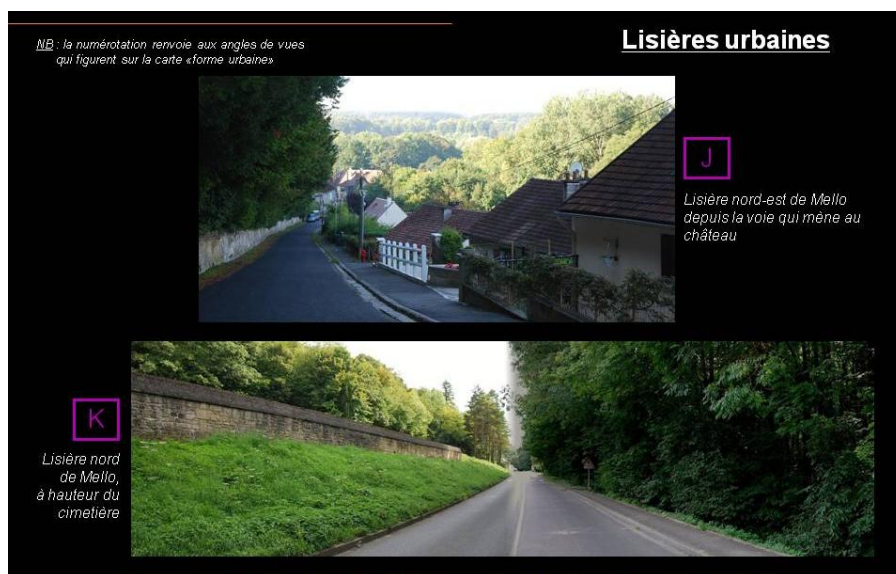 NB : la numérotation renvoie aux angles de vues
qui figurent sur la carte «forme urbaine»
Lisières urbaines
J
Lisière nord-est de Mello
depuis la voie qui mène au
château
K
Lisière nord
de Mello,
à hauteur du
cimetière